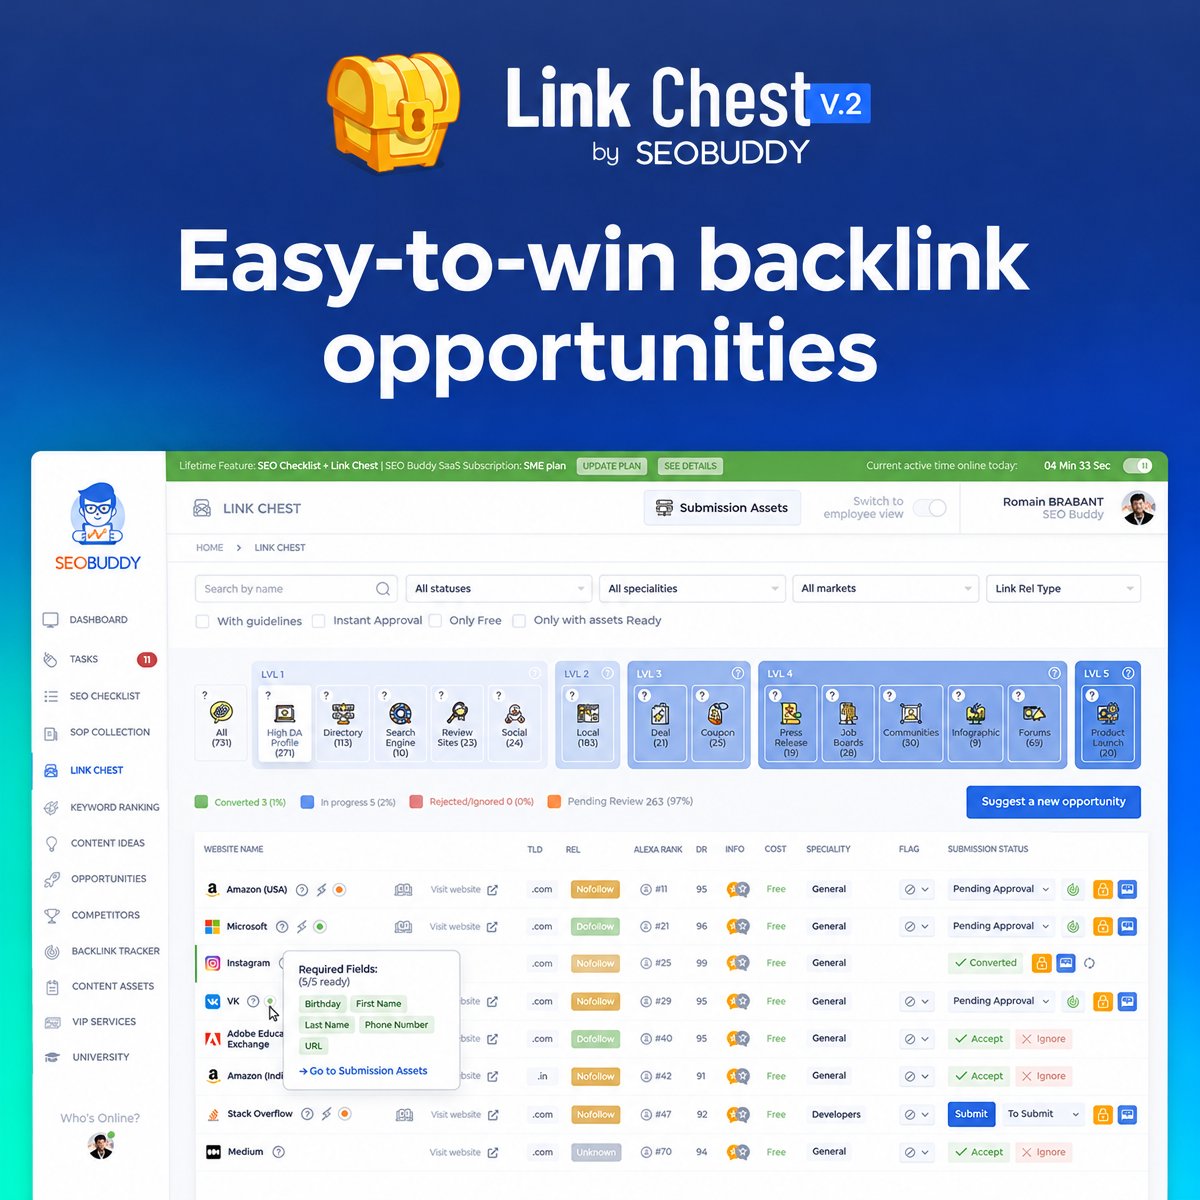 Link Chest V.2
by SEOBUDDY
Easy-to-win backlink
opportunities
Lifetime Feature: SEO Checklist + Link Chest | SEO Buddy SaaS Subscription: SME plan UPDATE PLAN SEE DETAILS Current active time online today: 04 Min 33 Sec
SEOBUDDY
LINK CHEST
Submission Assets
Switch to
employee view
Romain BRABANT
SEO Buddy
HOME > LINK CHEST
Search by name All statuses All specialities All markets Link Rel Type
With guidelines Instant Approval Only Free Only with assets Ready
DASHBOARD
TASKS 11
SEO CHECKLIST
SOP COLLECTION
LINK CHEST
KEYWORD RANKING
CONTENT IDEAS
OPPORTUNITIES
COMPETITORS
BACKLINK TRACKER
CONTENT ASSETS
VIP SERVICES
UNIVERSITY
Who's Online?
LVL 1 ? LVL 2 ? LVL 3 ? LVL 4 ? LVL 5 ?
? All
(731)
? High DA
Profile
(271)
? Directory
(113)
? Search
Engine
(10)
? Review
Sites (23)
? Social
(24)
? Local
(183)
? Deal
(21)
? Coupon
(25)
? Press
Release
(19)
? Job
Boards
(28)
? Communities
(30)
? Infographic
(9)
? Forums
(69)
? Product
Launch
(20)
Converted 3 (1%) In progress 5 (2%) Rejected/Ignored 0 (0%) Pending Review 263 (97%)
Suggest a new opportunity
WEBSITE NAME TLD REL ALEXA RANK DR INFO COST SPECIALITY FLAG SUBMISSION STATUS
Amazon (USA) ? Visit website .com Nofollow #11 95 Free General Pending Approval
Microsoft ? Visit website .com Dofollow #21 96 Free General Pending Approval
Instagram .com Nofollow #25 99 Free General Converted
VK ? bsite .com Nofollow #29 95 Free General Pending Approval
Adobe Educa
Exchange bsite .com Dofollow #40 95 Free General Accept Ignore
Amazon (Indi bsite .in Nofollow #42 91 Free General Accept Ignore
Stack Overflow ? Visit website .com Nofollow #47 92 Free Developers Submit To Submit
Medium ? Visit website .com Unknown #70 94 Free General Accept Ignore
Required Fields:
(5/5 ready)
Birthday First Name
Last Name Phone Number
URL
→ Go to Submission Assets